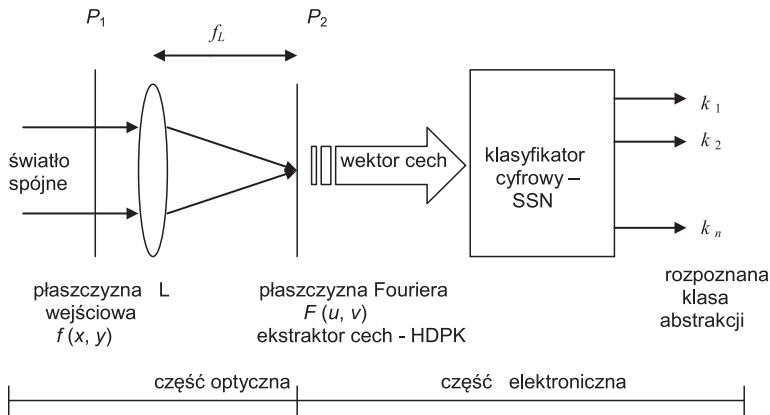 P1
P2
fL
światło
spójne
wektor cech
klasyfikator
cyfrowy –
SSN
k 1
k 2
k n
płaszczyzna
wejściowa
f (x, y)
L
płaszczyzna Fouriera
F (u, v)
ekstraktor cech - HDPK
rozpoznana
klasa
abstrakcji
część optyczna
część elektroniczna